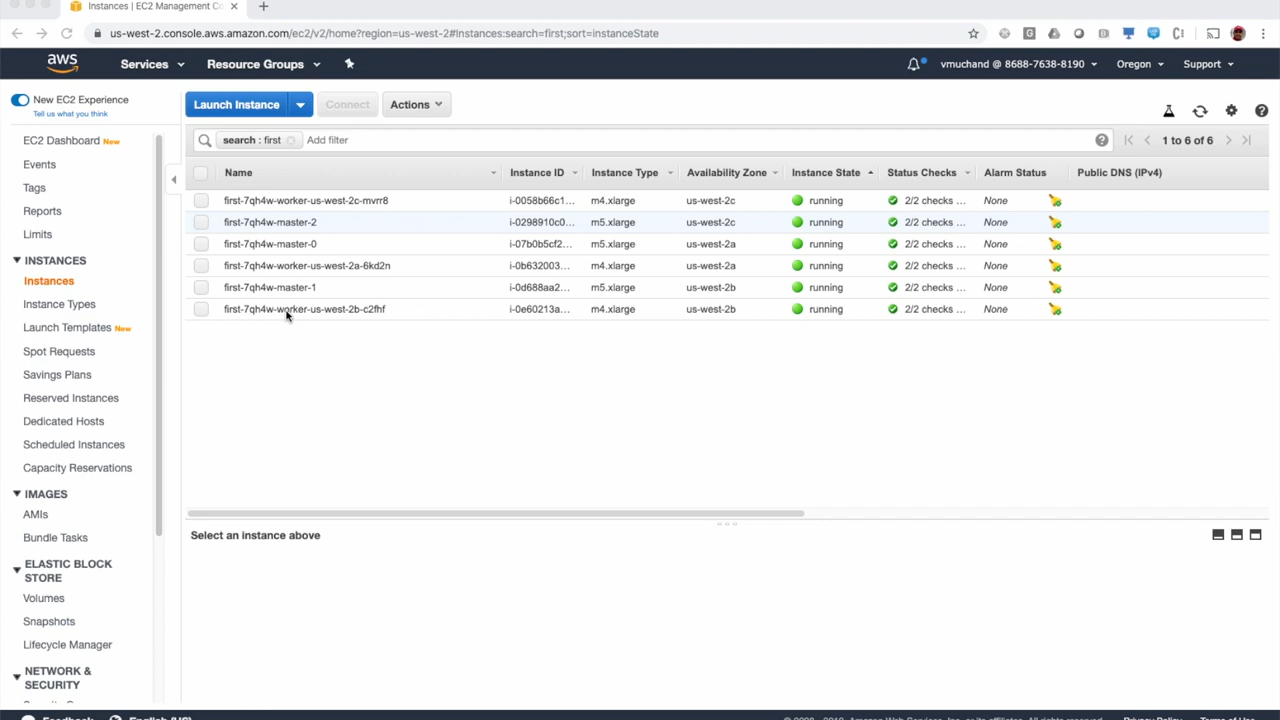 Instances | EC2 Management Co
us-west-2.console.aws.amazon.com/ec2/v2/home?region=us-west-2#Instances:search=first;sort=instanceState
aws Services Resource Groups vmuchand @ 8688-7638-8190 Oregon Support
New EC2 Experience
Tell us what you think
EC2 Dashboard New
Events
Tags
Reports
Limits
INSTANCES
Instances
Instance Types
Launch Templates New
Spot Requests
Savings Plans
Reserved Instances
Dedicated Hosts
Scheduled Instances
Capacity Reservations
IMAGES
AMIs
Bundle Tasks
ELASTIC BLOCK
STORE
Volumes
Snapshots
Lifecycle Manager
NETWORK &
SECURITY
Launch Instance Connect Actions
search : first Add filter 1 to 6 of 6
Name Instance ID Instance Type Availability Zone Instance State Status Checks Alarm Status Public DNS (IPv4)
first-7qh4w-worker-us-west-2c-mvrr8 i-0058b66c1... m4.xlarge us-west-2c running 2/2 checks ... None
first-7qh4w-master-2 i-0298910c0... m5.xlarge us-west-2c running 2/2 checks ... None
first-7qh4w-master-0 i-07b0b5cf2... m5.xlarge us-west-2a running 2/2 checks ... None
first-7qh4w-worker-us-west-2a-6kd2n i-0b632003... m4.xlarge us-west-2a running 2/2 checks ... None
first-7qh4w-master-1 i-0d688aa2... m5.xlarge us-west-2b running 2/2 checks ... None
first-7qh4w-worker-us-west-2b-c2fhf i-0e60213a... m4.xlarge us-west-2b running 2/2 checks ... None
Select an instance above
Feedback English (US)
Privacy Policy Terms of Use